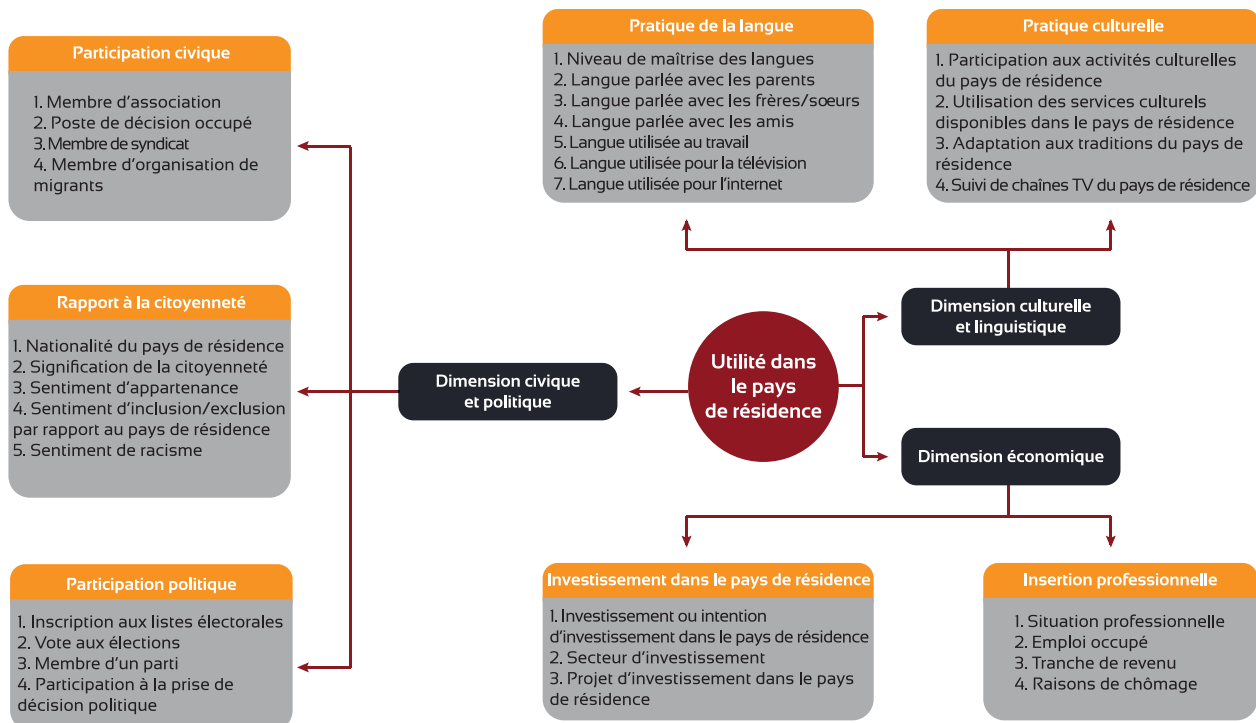 Participation civique
1. Membre d'association
2. Poste de décision occupé
3. Membre de syndicat
4. Membre d'organisation de
migrants
Pratique de la langue
1. Niveau de maîtrise des langues
2. Langue parlée avec les parents
3. Langue parlée avec les frères/sœurs
4. Langue parlée avec les amis
5. Langue utilisée au travail
6. Langue utilisée pour la télévision
7. Langue utilisée pour l'internet
Pratique culturelle
1. Participation aux activités culturelles
du pays de résidence
2. Utilisation des services culturels
disponibles dans le pays de résidence
3. Adaptation aux traditions du pays de
résidence
4. Suivi de chaînes TV du pays de résidence
Rapport à la citoyenneté
1. Nationalité du pays de résidence
2. Signification de la citoyenneté
3. Sentiment d'appartenance
4. Sentiment d'inclusion/exclusion
par rapport au pays de résidence
5. Sentiment de racisme
Dimension civique
et politique
Utilité dans
le pays
de résidence
Dimension culturelle
et linguistique
Dimension économique
Participation politique
1. Inscription aux listes électorales
2. Vote aux élections
3. Membre d'un parti
4. Participation à la prise de
décision politique
Investissement dans le pays de résidence
1. Investissement ou intention
d'investissement dans le pays de résidence
2. Secteur d'investissement
3. Projet d'investissement dans le pays
de résidence
Insertion professionnelle
1. Situation professionnelle
2. Emploi occupé
3. Tranche de revenu
4. Raisons de chômage